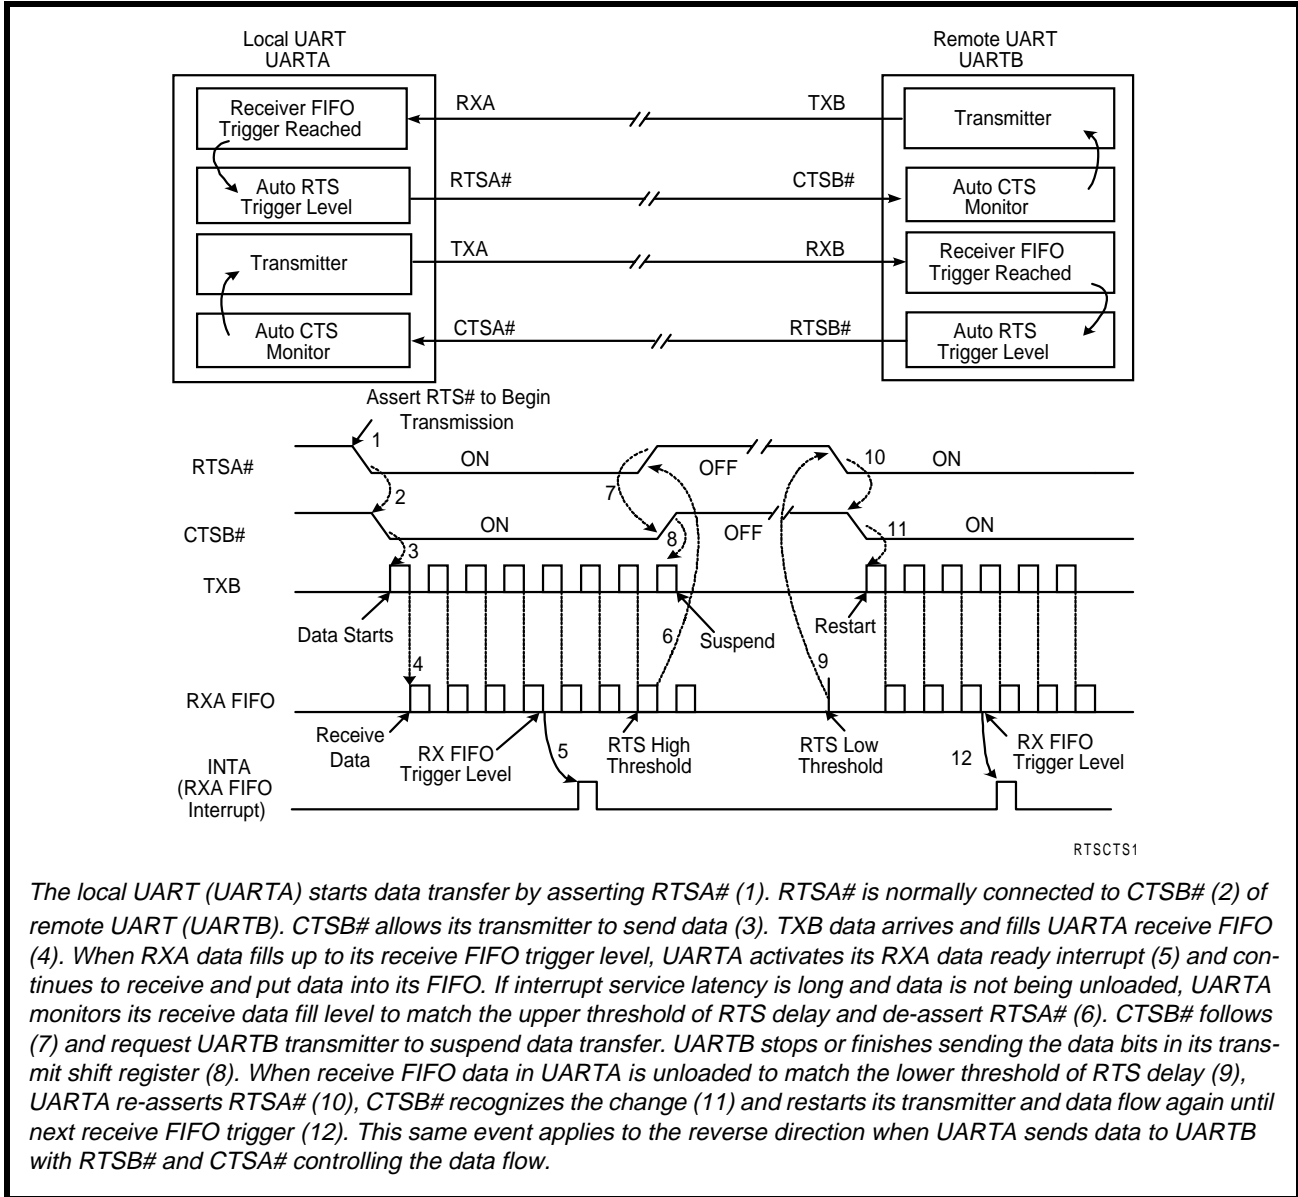 Local UART
UARTA
Remote UART
UARTB
Receiver FIFO
Trigger Reached
RXA
TXB
Transmitter
Auto RTS
Trigger Level
RTSA#
CTSB#
Auto CTS
Monitor
Transmitter
TXA
RXB
Receiver FIFO
Trigger Reached
Auto CTS
Monitor
CTSA#
RTSB#
Auto RTS
Trigger Level
Assert RTS# to Begin
Transmission
1
RTSA#
ON
OFF
10
ON
2
7
CTSB#
ON
8
OFF
11
ON
3
TXB
Data Starts
6
Suspend
Restart
4
9
RXA FIFO
Receive
Data
RX FIFO
Trigger Level
5
RTS High
Threshold
RTS Low
Threshold
12
RX FIFO
Trigger Level
INTA
(RXA FIFO
Interrupt)
RTSCTS1
The local UART (UARTA) starts data transfer by asserting RTSA# (1). RTSA# is normally connected to CTSB# (2) of
remote UART (UARTB). CTSB# allows its transmitter to send data (3). TXB data arrives and fills UARTA receive FIFO
(4). When RXA data fills up to its receive FIFO trigger level, UARTA activates its RXA data ready interrupt (5) and con-
tinues to receive and put data into its FIFO. If interrupt service latency is long and data is not being unloaded, UARTA
monitors its receive data fill level to match the upper threshold of RTS delay and de-assert RTSA# (6). CTSB# follows
(7) and request UARTB transmitter to suspend data transfer. UARTB stops or finishes sending the data bits in its trans-
mit shift register (8). When receive FIFO data in UARTA is unloaded to match the lower threshold of RTS delay (9),
UARTA re-asserts RTSA# (10), CTSB# recognizes the change (11) and restarts its transmitter and data flow again until
next receive FIFO trigger (12). This same event applies to the reverse direction when UARTA sends data to UARTB
with RTSB# and CTSA# controlling the data flow.